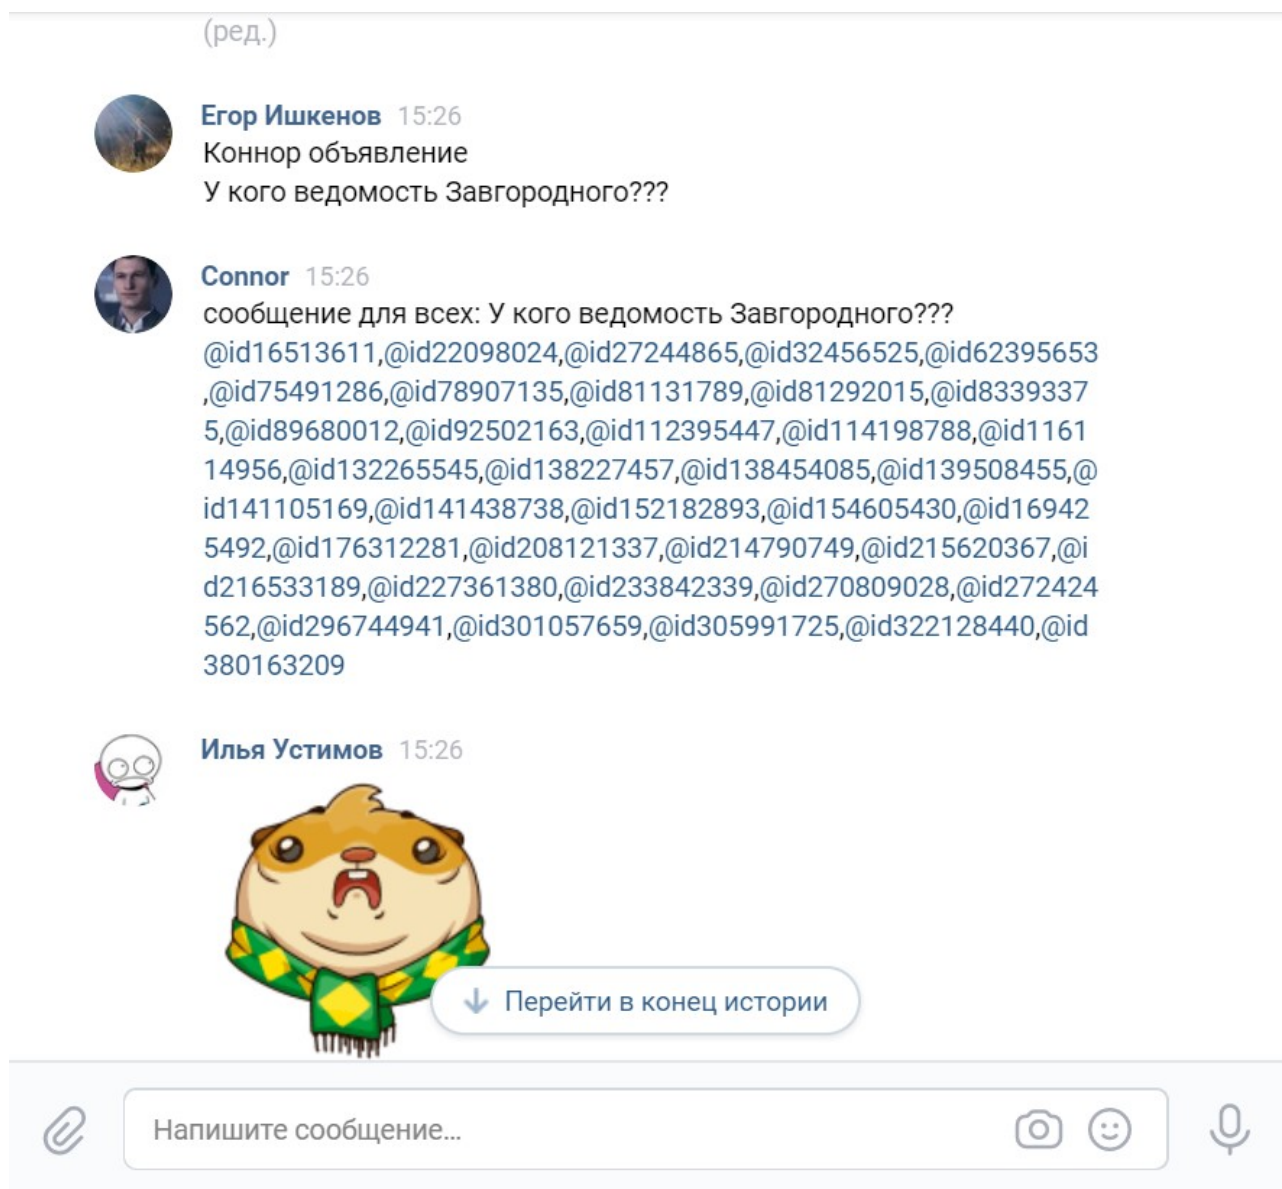 (ред.)
Егор Ишкенов 15:26
Коннор объявление
У кого ведомость Завгородного???
Connor 15:26
сообщение для всех: У кого ведомость Завгородного???
@id16513611,@id22098024,@id27244865,@id32456525,@id62395653
,@id75491286,@id78907135,@id81131789,@id81292015,@id8339337
5,@id89680012,@id92502163,@id112395447,@id114198788,@id1161
14956,@id132265545,@id138227457,@id138454085,@id139508455,@
id141105169,@id141438738,@id152182893,@id154605430,@id16942
5492,@id176312281,@id208121337,@id214790749,@id215620367,@i
d216533189,@id227361380,@id233842339,@id270809028,@id272424
562,@id296744941,@id301057659,@id305991725,@id322128440,@id
380163209
Илья Устимов 15:26
Перейти в конец истории
Напишите сообщение...